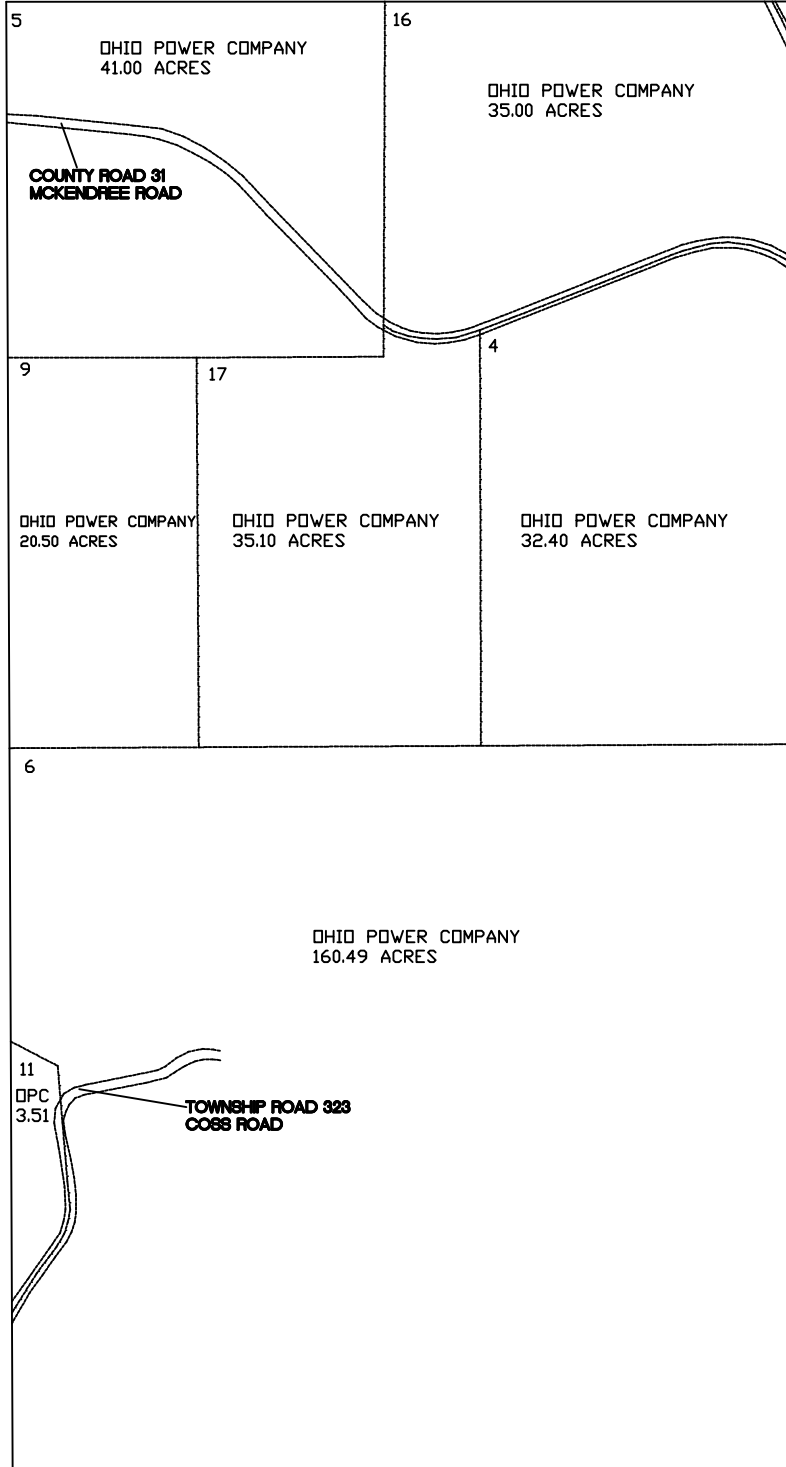 5
OHIO POWER COMPANY
41.00 ACRES
16
OHIO POWER COMPANY
35.00 ACRES
COUNTY ROAD 31
MCKENDREE ROAD
9
OHIO POWER COMPANY
20.50 ACRES
17
OHIO POWER COMPANY
35.10 ACRES
4
OHIO POWER COMPANY
32.40 ACRES
6
OHIO POWER COMPANY
160.49 ACRES
11
OPC
3.51
TOWNSHIP ROAD 323
COSS ROAD